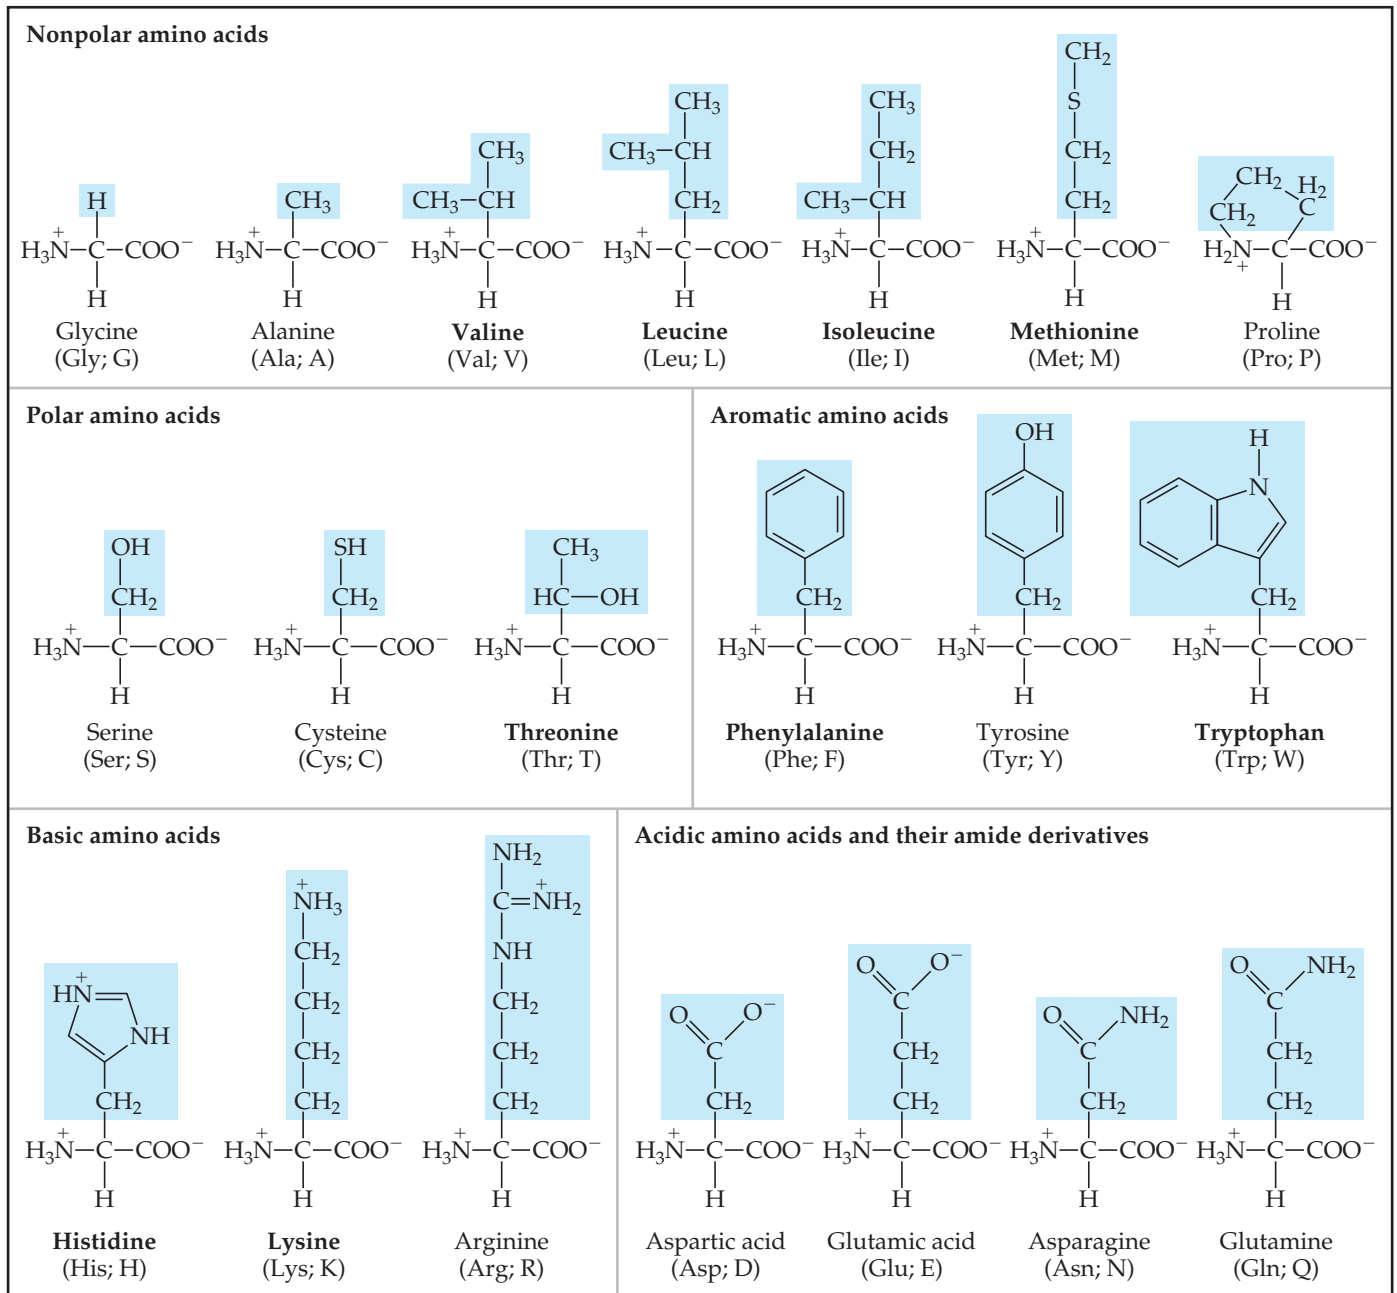 Nonpolar amino acids
H
H₃N⁺—C—COO⁻
H
Glycine
(Gly; G)
CH₃
H₃N⁺—C—COO⁻
H
Alanine
(Ala; A)
CH₃
CH₃—CH
H₃N⁺—C—COO⁻
H
Valine
(Val; V)
CH₃
CH₃—CH
CH₂
H₃N⁺—C—COO⁻
H
Leucine
(Leu; L)
CH₃
CH₂
CH₃—CH
H₃N⁺—C—COO⁻
H
Isoleucine
(Ile; I)
CH₂
S
CH₂
CH₂
H₃N⁺—C—COO⁻
H
Methionine
(Met; M)
CH₂ H₂
CH₂ C
H₂N⁺—C—COO⁻
H
Proline
(Pro; P)
Polar amino acids
OH
CH₂
H₃N⁺—C—COO⁻
H
Serine
(Ser; S)
SH
CH₂
H₃N⁺—C—COO⁻
H
Cysteine
(Cys; C)
CH₃
HC—OH
H₃N⁺—C—COO⁻
H
Threonine
(Thr; T)
Aromatic amino acids
CH₂
H₃N⁺—C—COO⁻
H
Phenylalanine
(Phe; F)
OH
CH₂
H₃N⁺—C—COO⁻
H
Tyrosine
(Tyr; Y)
H
N
CH₂
H₃N⁺—C—COO⁻
H
Tryptophan
(Trp; W)
Basic amino acids
HN⁺
NH
CH₂
H₃N⁺—C—COO⁻
H
Histidine
(His; H)
⁺NH₃
CH₂
CH₂
CH₂
CH₂
H₃N⁺—C—COO⁻
H
Lysine
(Lys; K)
NH₂
C=⁺NH₂
NH
CH₂
CH₂
CH₂
H₃N⁺—C—COO⁻
H
Arginine
(Arg; R)
Acidic amino acids and their amide derivatives
O O⁻
C
CH₂
H₃N⁺—C—COO⁻
H
Aspartic acid
(Asp; D)
O O⁻
C
CH₂
CH₂
H₃N⁺—C—COO⁻
H
Glutamic acid
(Glu; E)
O NH₂
C
CH₂
H₃N⁺—C—COO⁻
H
Asparagine
(Asn; N)
O NH₂
C
CH₂
CH₂
H₃N⁺—C—COO⁻
H
Glutamine
(Gln; Q)